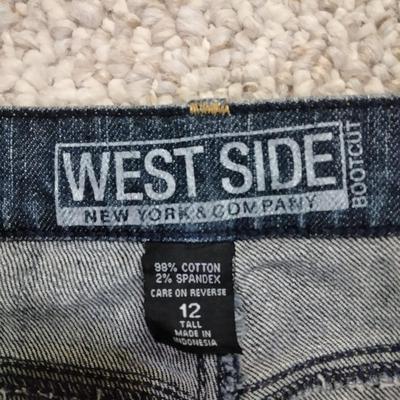 WEST SIDE
BOOTCUT
NEW YORK & COMPANY
98% COTTON
2% SPANDEX
CARE ON REVERSE
12
TALL
MADE IN
INDONESIA